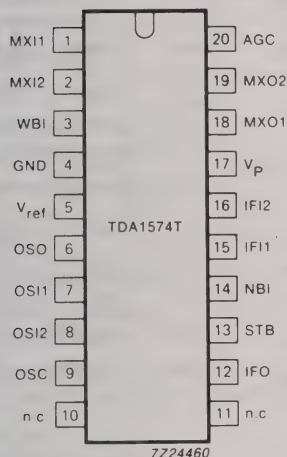 MXI1 1
MXI2 2
WBI 3
GND 4
Vref 5
OSO 6
OSI1 7
OSI2 8
OSC 9
n c 10
TDA1574T
20 AGC
19 MXO2
18 MXO1
17 VP
16 IFI2
15 IFI1
14 NBI
13 STB
12 IFO
11 n.c
7Z24460